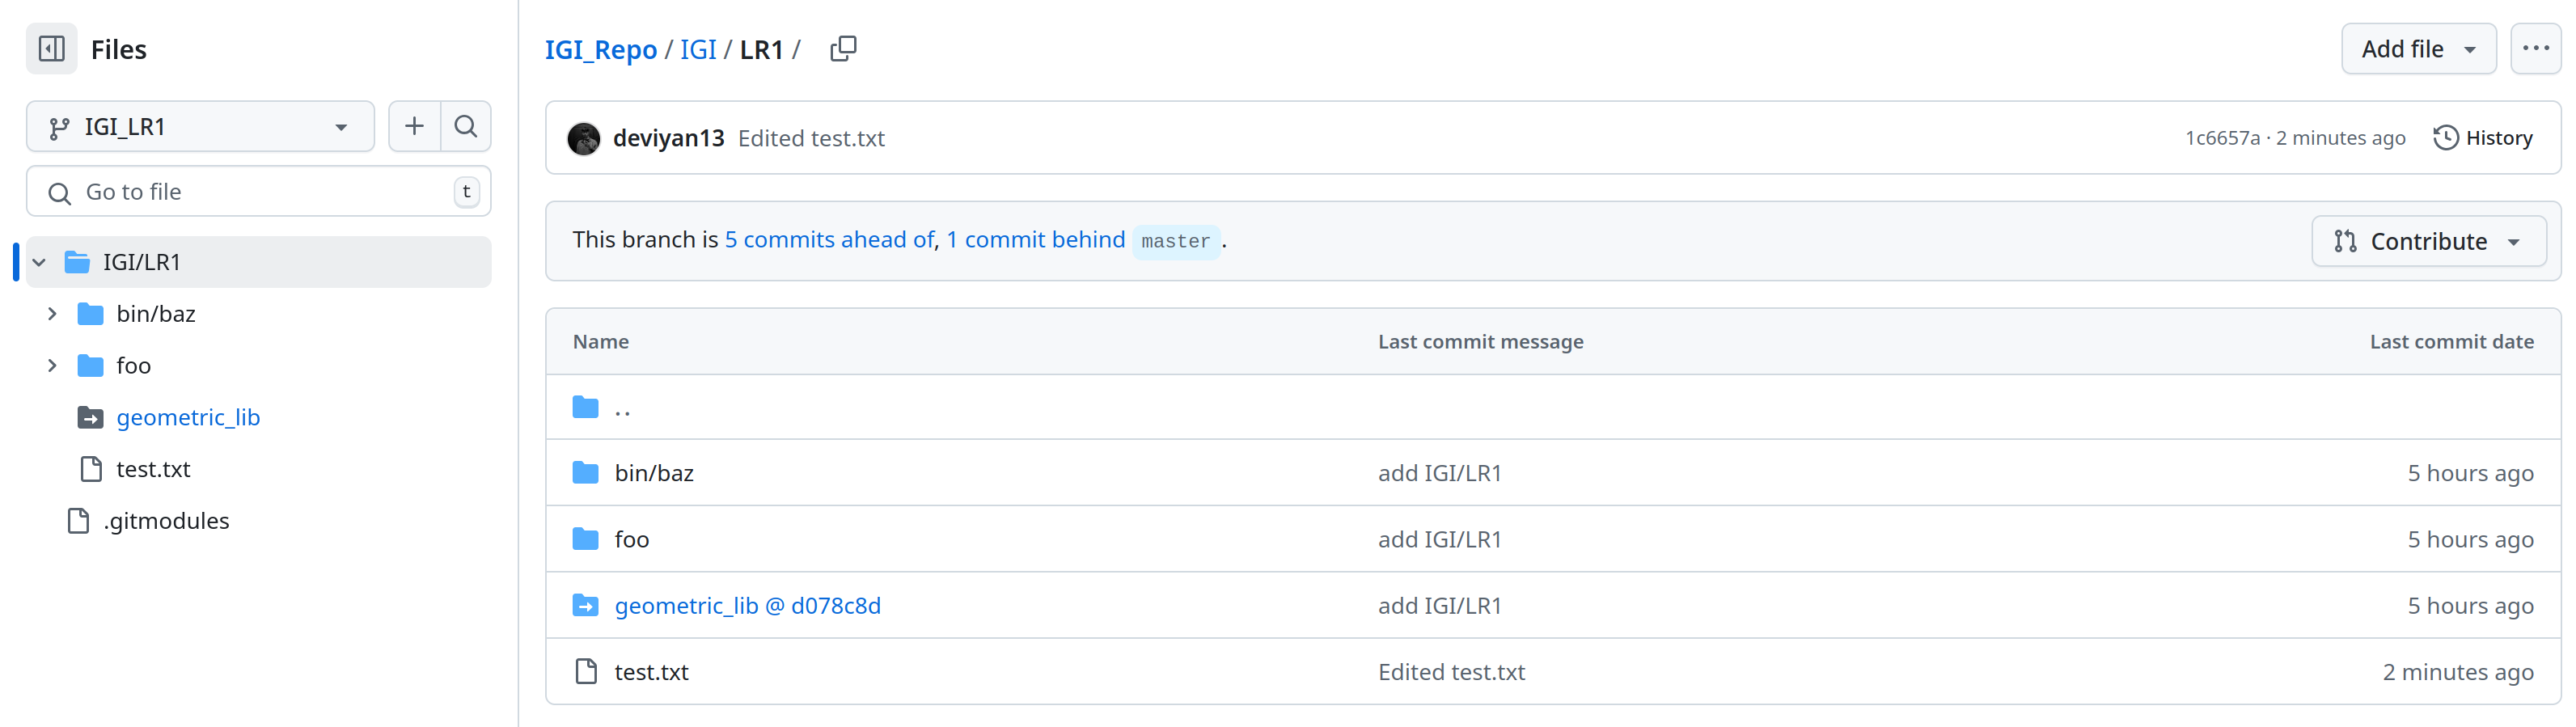 Files
IGI_LR1
Go to file
t
IGI/LR1
bin/baz
foo
geometric_lib
test.txt
.gitmodules
IGI_Repo / IGI / LR1 /
Add file
deviyan13 Edited test.txt
1c6657a · 2 minutes ago
History
This branch is 5 commits ahead of, 1 commit behind master .
Contribute
Name Last commit message Last commit date
..
bin/baz add IGI/LR1 5 hours ago
foo add IGI/LR1 5 hours ago
geometric_lib @ d078c8d add IGI/LR1 5 hours ago
test.txt Edited test.txt 2 minutes ago